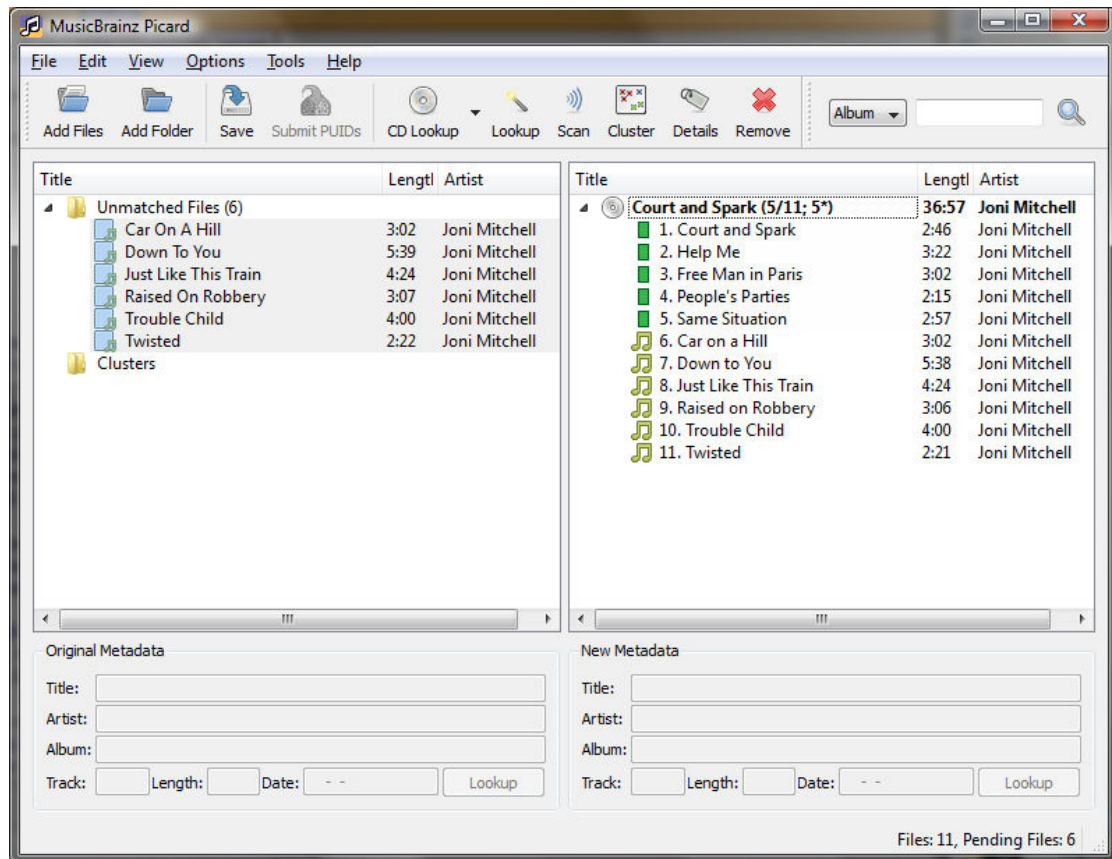 MusicBrainz Picard
File Edit View Options Tools Help
Add Files Add Folder Save Submit PUIDs CD Lookup Lookup Scan Cluster Details Remove Album
Title Lengtl Artist
Unmatched Files (6)
Car On A Hill 3:02 Joni Mitchell
Down To You 5:39 Joni Mitchell
Just Like This Train 4:24 Joni Mitchell
Raised On Robbery 3:07 Joni Mitchell
Trouble Child 4:00 Joni Mitchell
Twisted 2:22 Joni Mitchell
Clusters
Title Lengtl Artist
Court and Spark (5/11; 5*) 36:57 Joni Mitchell
1. Court and Spark 2:46 Joni Mitchell
2. Help Me 3:22 Joni Mitchell
3. Free Man in Paris 3:02 Joni Mitchell
4. People's Parties 2:15 Joni Mitchell
5. Same Situation 2:57 Joni Mitchell
6. Car on a Hill 3:02 Joni Mitchell
7. Down to You 5:38 Joni Mitchell
8. Just Like This Train 4:24 Joni Mitchell
9. Raised on Robbery 3:06 Joni Mitchell
10. Trouble Child 4:00 Joni Mitchell
11. Twisted 2:21 Joni Mitchell
Original Metadata
Title:
Artist:
Album:
Track: Length: Date: - - Lookup
New Metadata
Title:
Artist:
Album:
Track: Length: Date: - - Lookup
Files: 11, Pending Files: 6